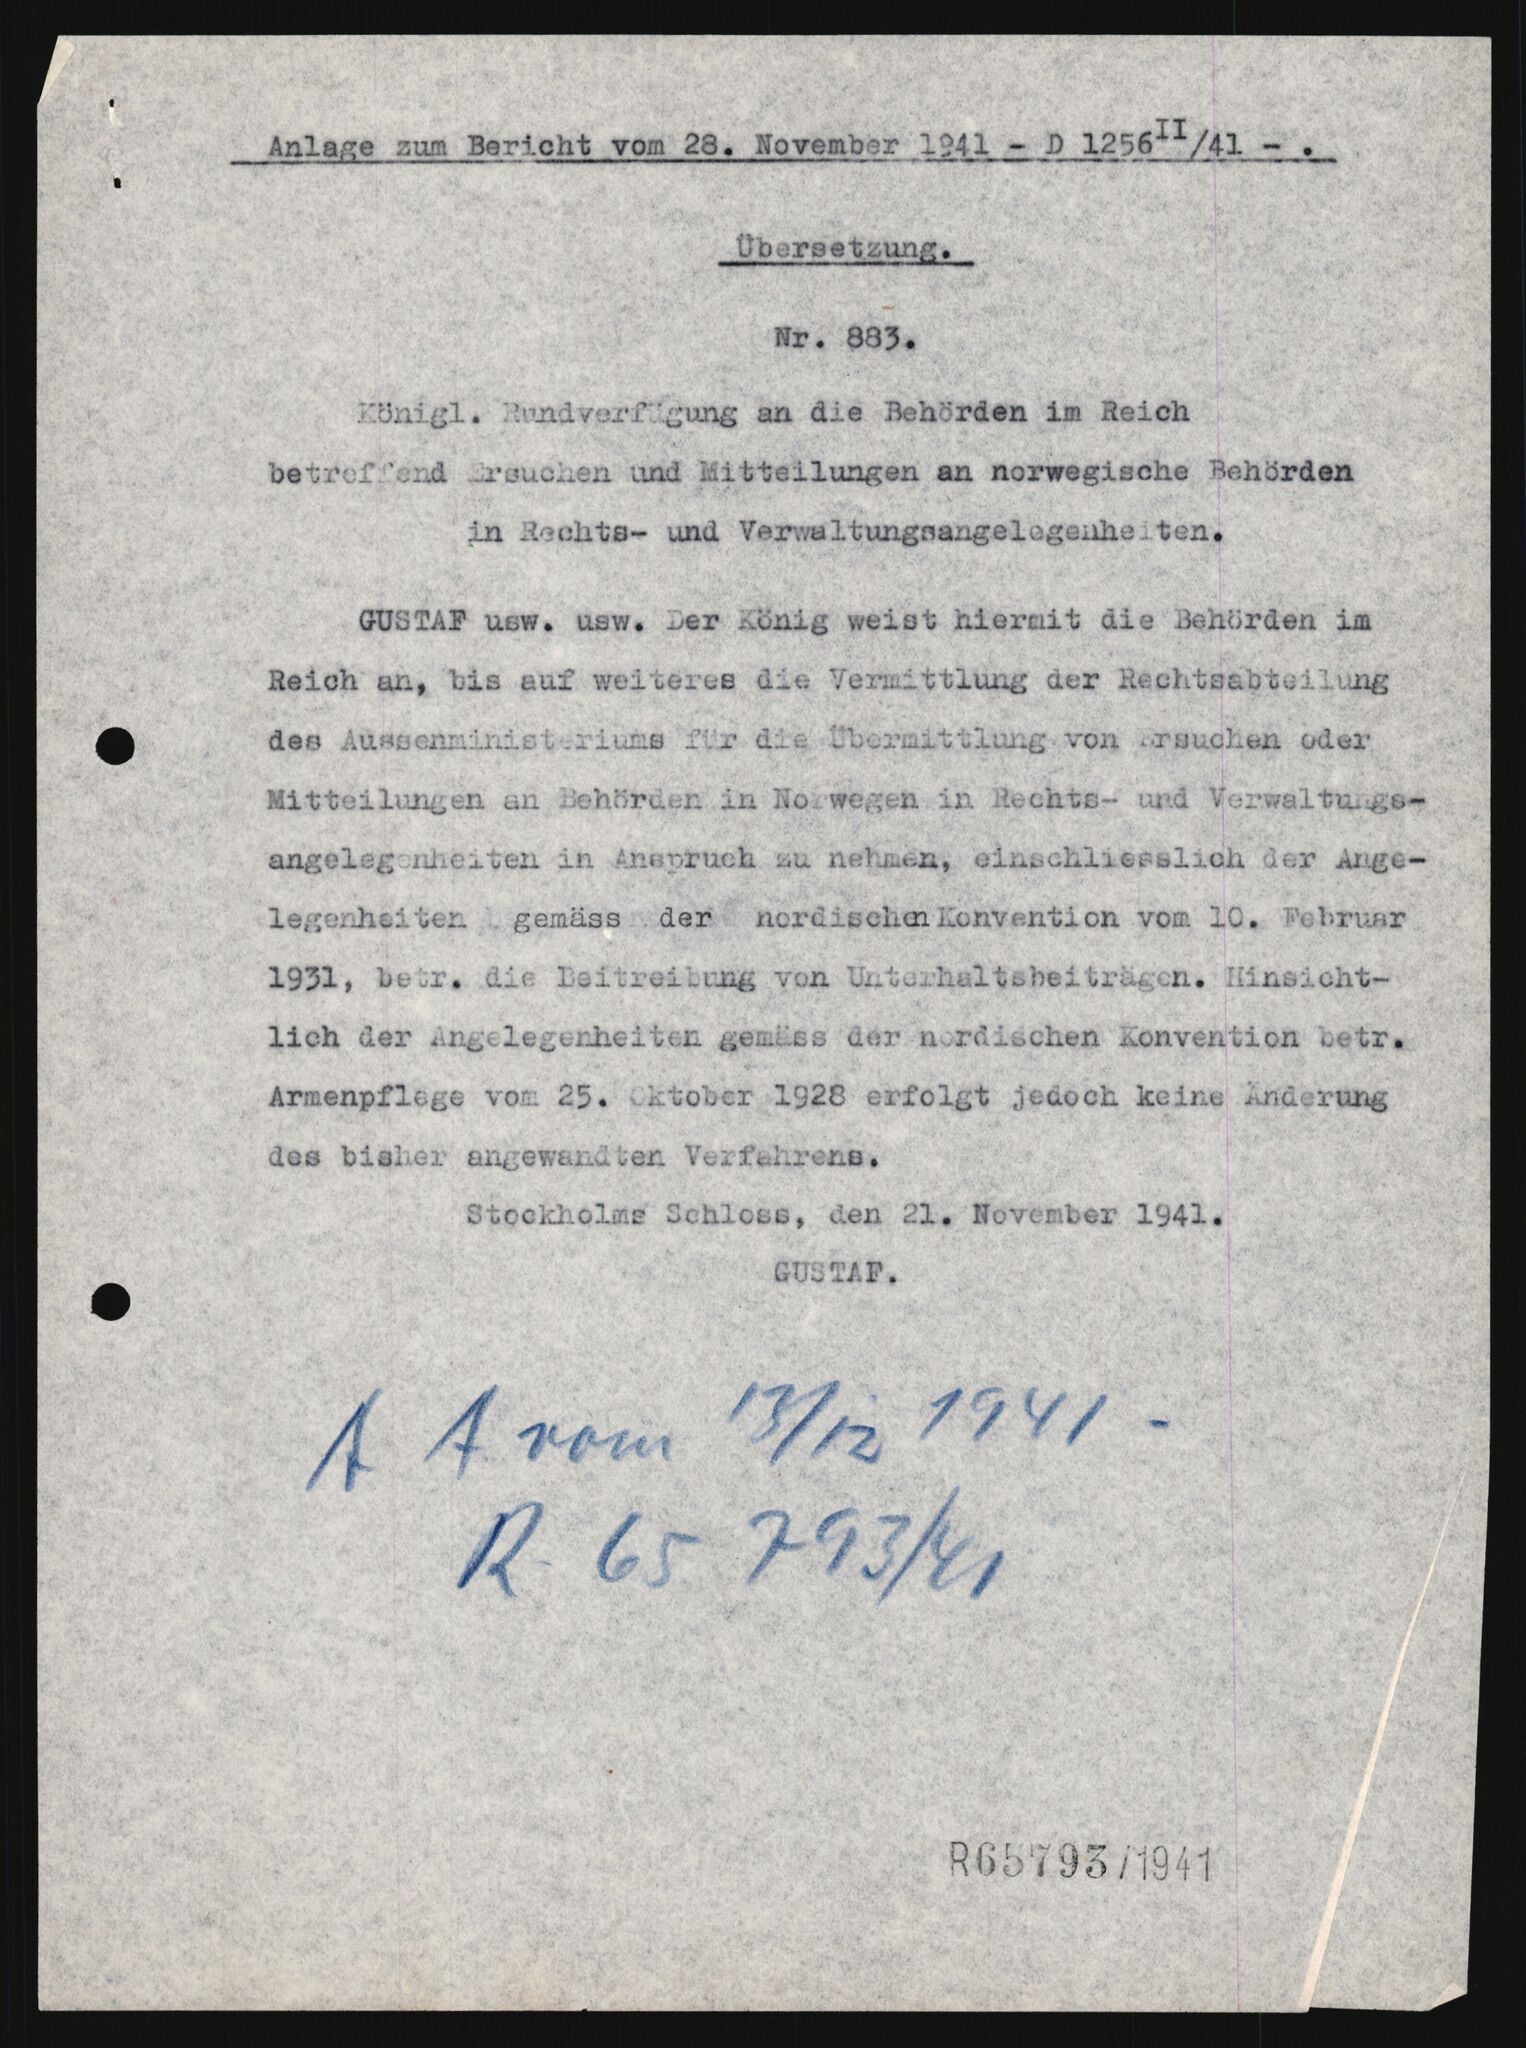 Anlage zum Bericht vom 28. November 1941 - D 1256II/41 - .
Übersetzung.
Nr. 883.
Königl. Rundverfügung an die Behörden im Reich
betreffend Ersuchen und Mitteilungen an norwegische Behörden
in Rechts- und Verwaltungsangelegenheiten.
GUSTAF usw. usw. Der König weist hiermit die Behörden im
Reich an, bis auf weiteres die Vermittlung der Rechtsabteilung
des Aussenministeriums für die Übermittlung von Ersuchen oder
Mitteilungen an Behörden in Norwegen in Rechts- und Verwaltungs-
angelegenheiten in Anspruch zu nehmen, einschliesslich der Ange-
legenheiten gemäss der nordischen Konvention vom 10. Februar
1931, betr. die Beitreibung von Unterhaltsbeiträgen. Hinsicht-
lich der Angelegenheiten gemäss der nordischen Konvention betr.
Armenpflege vom 25. Oktober 1928 erfolgt jedoch keine Änderung
des bisher angewandten Verfahrens.
Stockholms Schloss, den 21. November 1941.
GUSTAF.
A A vom 13/12 1941 -
R. 65 793/41
R65793/1941